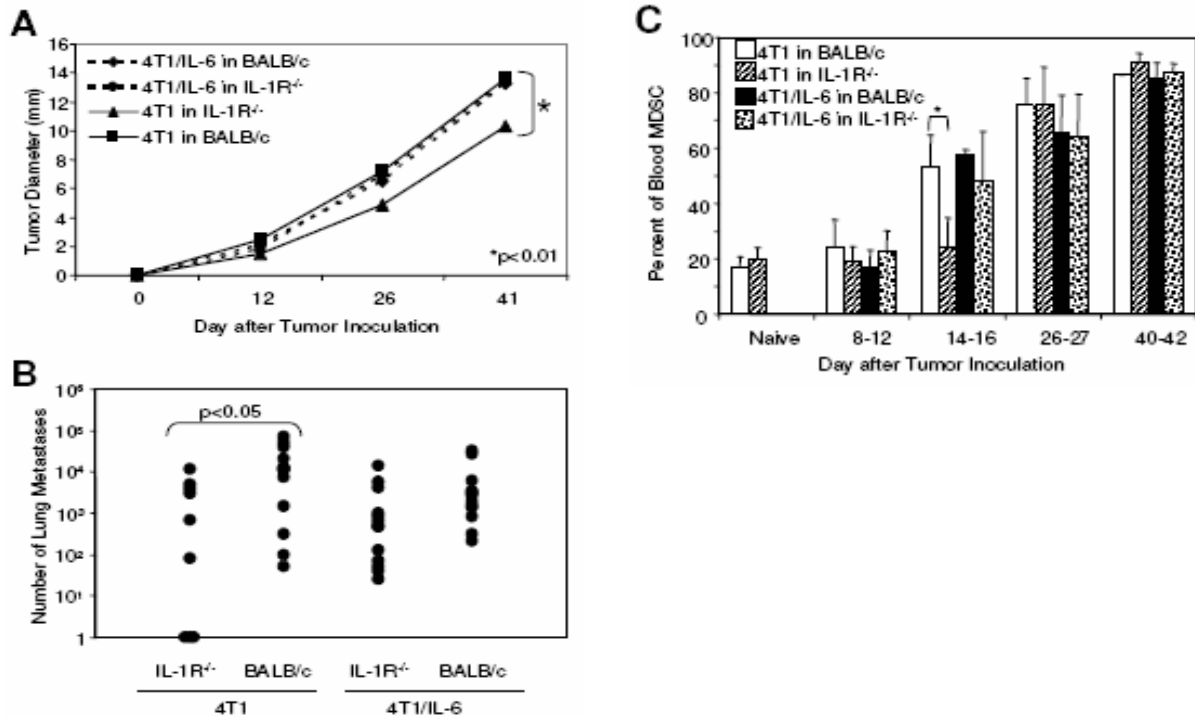 A
16
14
12
10
8
6
4
2
0
Tumor Diameter (mm)
4T1/IL-6 in BALB/c
4T1/IL-6 in IL-1R-/-
4T1 in IL-1R-/-
4T1 in BALB/c
*
*p<0.01
0 12 26 41
Day after Tumor Inoculation
B
10⁶
10⁵
10⁴
10³
10²
10¹
1
Number of Lung Metastases
p<0.05
IL-1R-/- BALB/c IL-1R-/- BALB/c
4T1 4T1/IL-6
C
100
80
60
40
20
0
Percent of Blood MDSC
4T1 in BALB/c
4T1 in IL-1R-/-
4T1/IL-6 in BALB/c
4T1/IL-6 in IL-1R-/-
*
Naive 8-12 14-16 26-27 40-42
Day after Tumor Inoculation